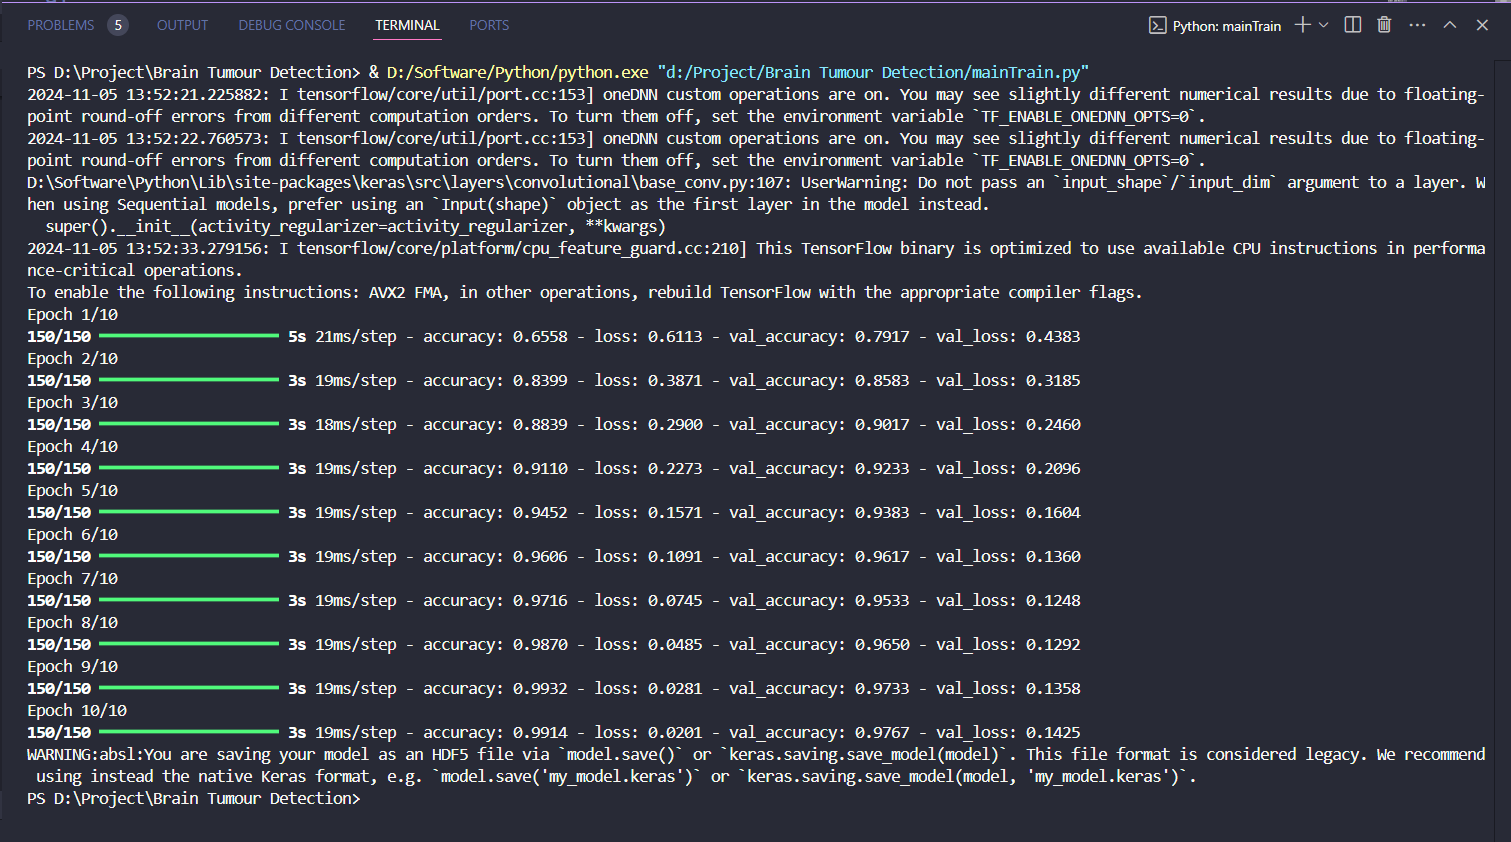 PROBLEMS 5 OUTPUT DEBUG CONSOLE TERMINAL PORTS Python: mainTrain
PS D:\Project\Brain Tumour Detection> & D:/Software/Python/python.exe "d:/Project/Brain Tumour Detection/mainTrain.py"
2024-11-05 13:52:21.225882: I tensorflow/core/util/port.cc:153] oneDNN custom operations are on. You may see slightly different numerical results due to floating-
point round-off errors from different computation orders. To turn them off, set the environment variable `TF_ENABLE_ONEDNN_OPTS=0`.
2024-11-05 13:52:22.760573: I tensorflow/core/util/port.cc:153] oneDNN custom operations are on. You may see slightly different numerical results due to floating-
point round-off errors from different computation orders. To turn them off, set the environment variable `TF_ENABLE_ONEDNN_OPTS=0`.
D:\Software\Python\Lib\site-packages\keras\src\layers\convolutional\base_conv.py:107: UserWarning: Do not pass an `input_shape`/`input_dim` argument to a layer. W
hen using Sequential models, prefer using an `Input(shape)` object as the first layer in the model instead.
  super().__init__(activity_regularizer=activity_regularizer, **kwargs)
2024-11-05 13:52:33.279156: I tensorflow/core/platform/cpu_feature_guard.cc:210] This TensorFlow binary is optimized to use available CPU instructions in performa
nce-critical operations.
To enable the following instructions: AVX2 FMA, in other operations, rebuild TensorFlow with the appropriate compiler flags.
Epoch 1/10
150/150 5s 21ms/step - accuracy: 0.6558 - loss: 0.6113 - val_accuracy: 0.7917 - val_loss: 0.4383
Epoch 2/10
150/150 3s 19ms/step - accuracy: 0.8399 - loss: 0.3871 - val_accuracy: 0.8583 - val_loss: 0.3185
Epoch 3/10
150/150 3s 18ms/step - accuracy: 0.8839 - loss: 0.2900 - val_accuracy: 0.9017 - val_loss: 0.2460
Epoch 4/10
150/150 3s 19ms/step - accuracy: 0.9110 - loss: 0.2273 - val_accuracy: 0.9233 - val_loss: 0.2096
Epoch 5/10
150/150 3s 19ms/step - accuracy: 0.9452 - loss: 0.1571 - val_accuracy: 0.9383 - val_loss: 0.1604
Epoch 6/10
150/150 3s 19ms/step - accuracy: 0.9606 - loss: 0.1091 - val_accuracy: 0.9617 - val_loss: 0.1360
Epoch 7/10
150/150 3s 19ms/step - accuracy: 0.9716 - loss: 0.0745 - val_accuracy: 0.9533 - val_loss: 0.1248
Epoch 8/10
150/150 3s 19ms/step - accuracy: 0.9870 - loss: 0.0485 - val_accuracy: 0.9650 - val_loss: 0.1292
Epoch 9/10
150/150 3s 19ms/step - accuracy: 0.9932 - loss: 0.0281 - val_accuracy: 0.9733 - val_loss: 0.1358
Epoch 10/10
150/150 3s 19ms/step - accuracy: 0.9914 - loss: 0.0201 - val_accuracy: 0.9767 - val_loss: 0.1425
WARNING:absl:You are saving your model as an HDF5 file via `model.save()` or `keras.saving.save_model(model)`. This file format is considered legacy. We recommend
 using instead the native Keras format, e.g. `model.save('my_model.keras')` or `keras.saving.save_model(model, 'my_model.keras')`.
PS D:\Project\Brain Tumour Detection>